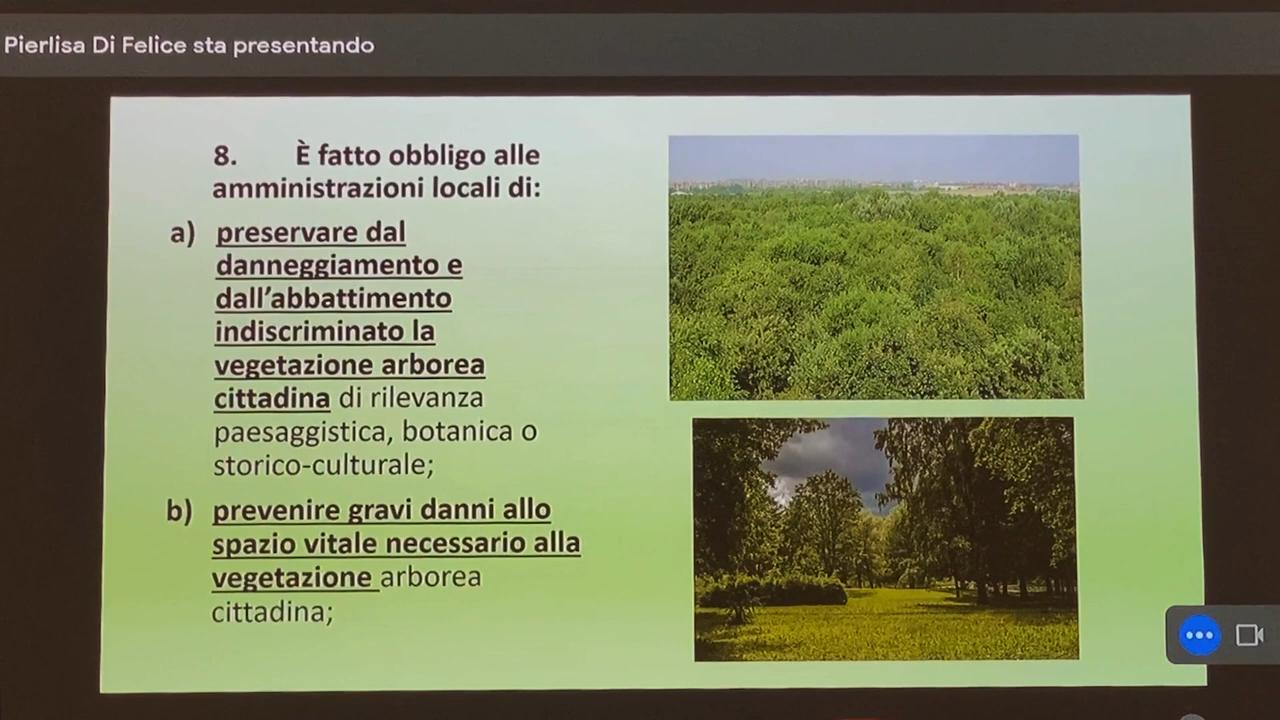 Pierlisa Di Felice sta presentando
8. È fatto obbligo alle
amministrazioni locali di:
a) preservare dal
danneggiamento e
dall'abbattimento
indiscriminato la
vegetazione arborea
cittadina di rilevanza
paesaggistica, botanica o
storico-culturale;
b) prevenire gravi danni allo
spazio vitale necessario alla
vegetazione arborea
cittadina;